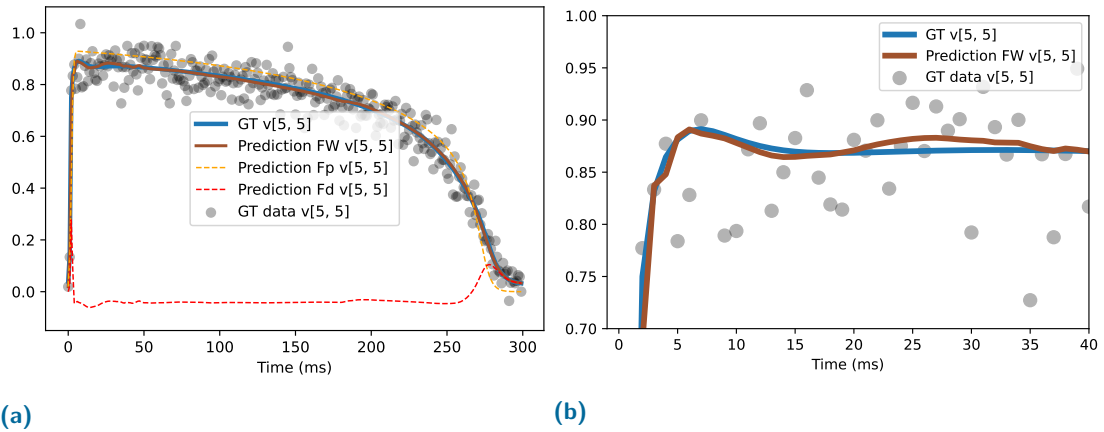 1.0
0.8
0.6
0.4
0.2
0.0
0
50
100
150
200
250
300
Time (ms)
GT v[5, 5]
Prediction FW v[5, 5]
Prediction Fp v[5, 5]
Prediction Fd v[5, 5]
GT data v[5, 5]
(a)
1.00
0.95
0.90
0.85
0.80
0.75
0.70
0
5
10
15
20
25
30
35
40
Time (ms)
GT v[5, 5]
Prediction FW v[5, 5]
GT data v[5, 5]
(b)